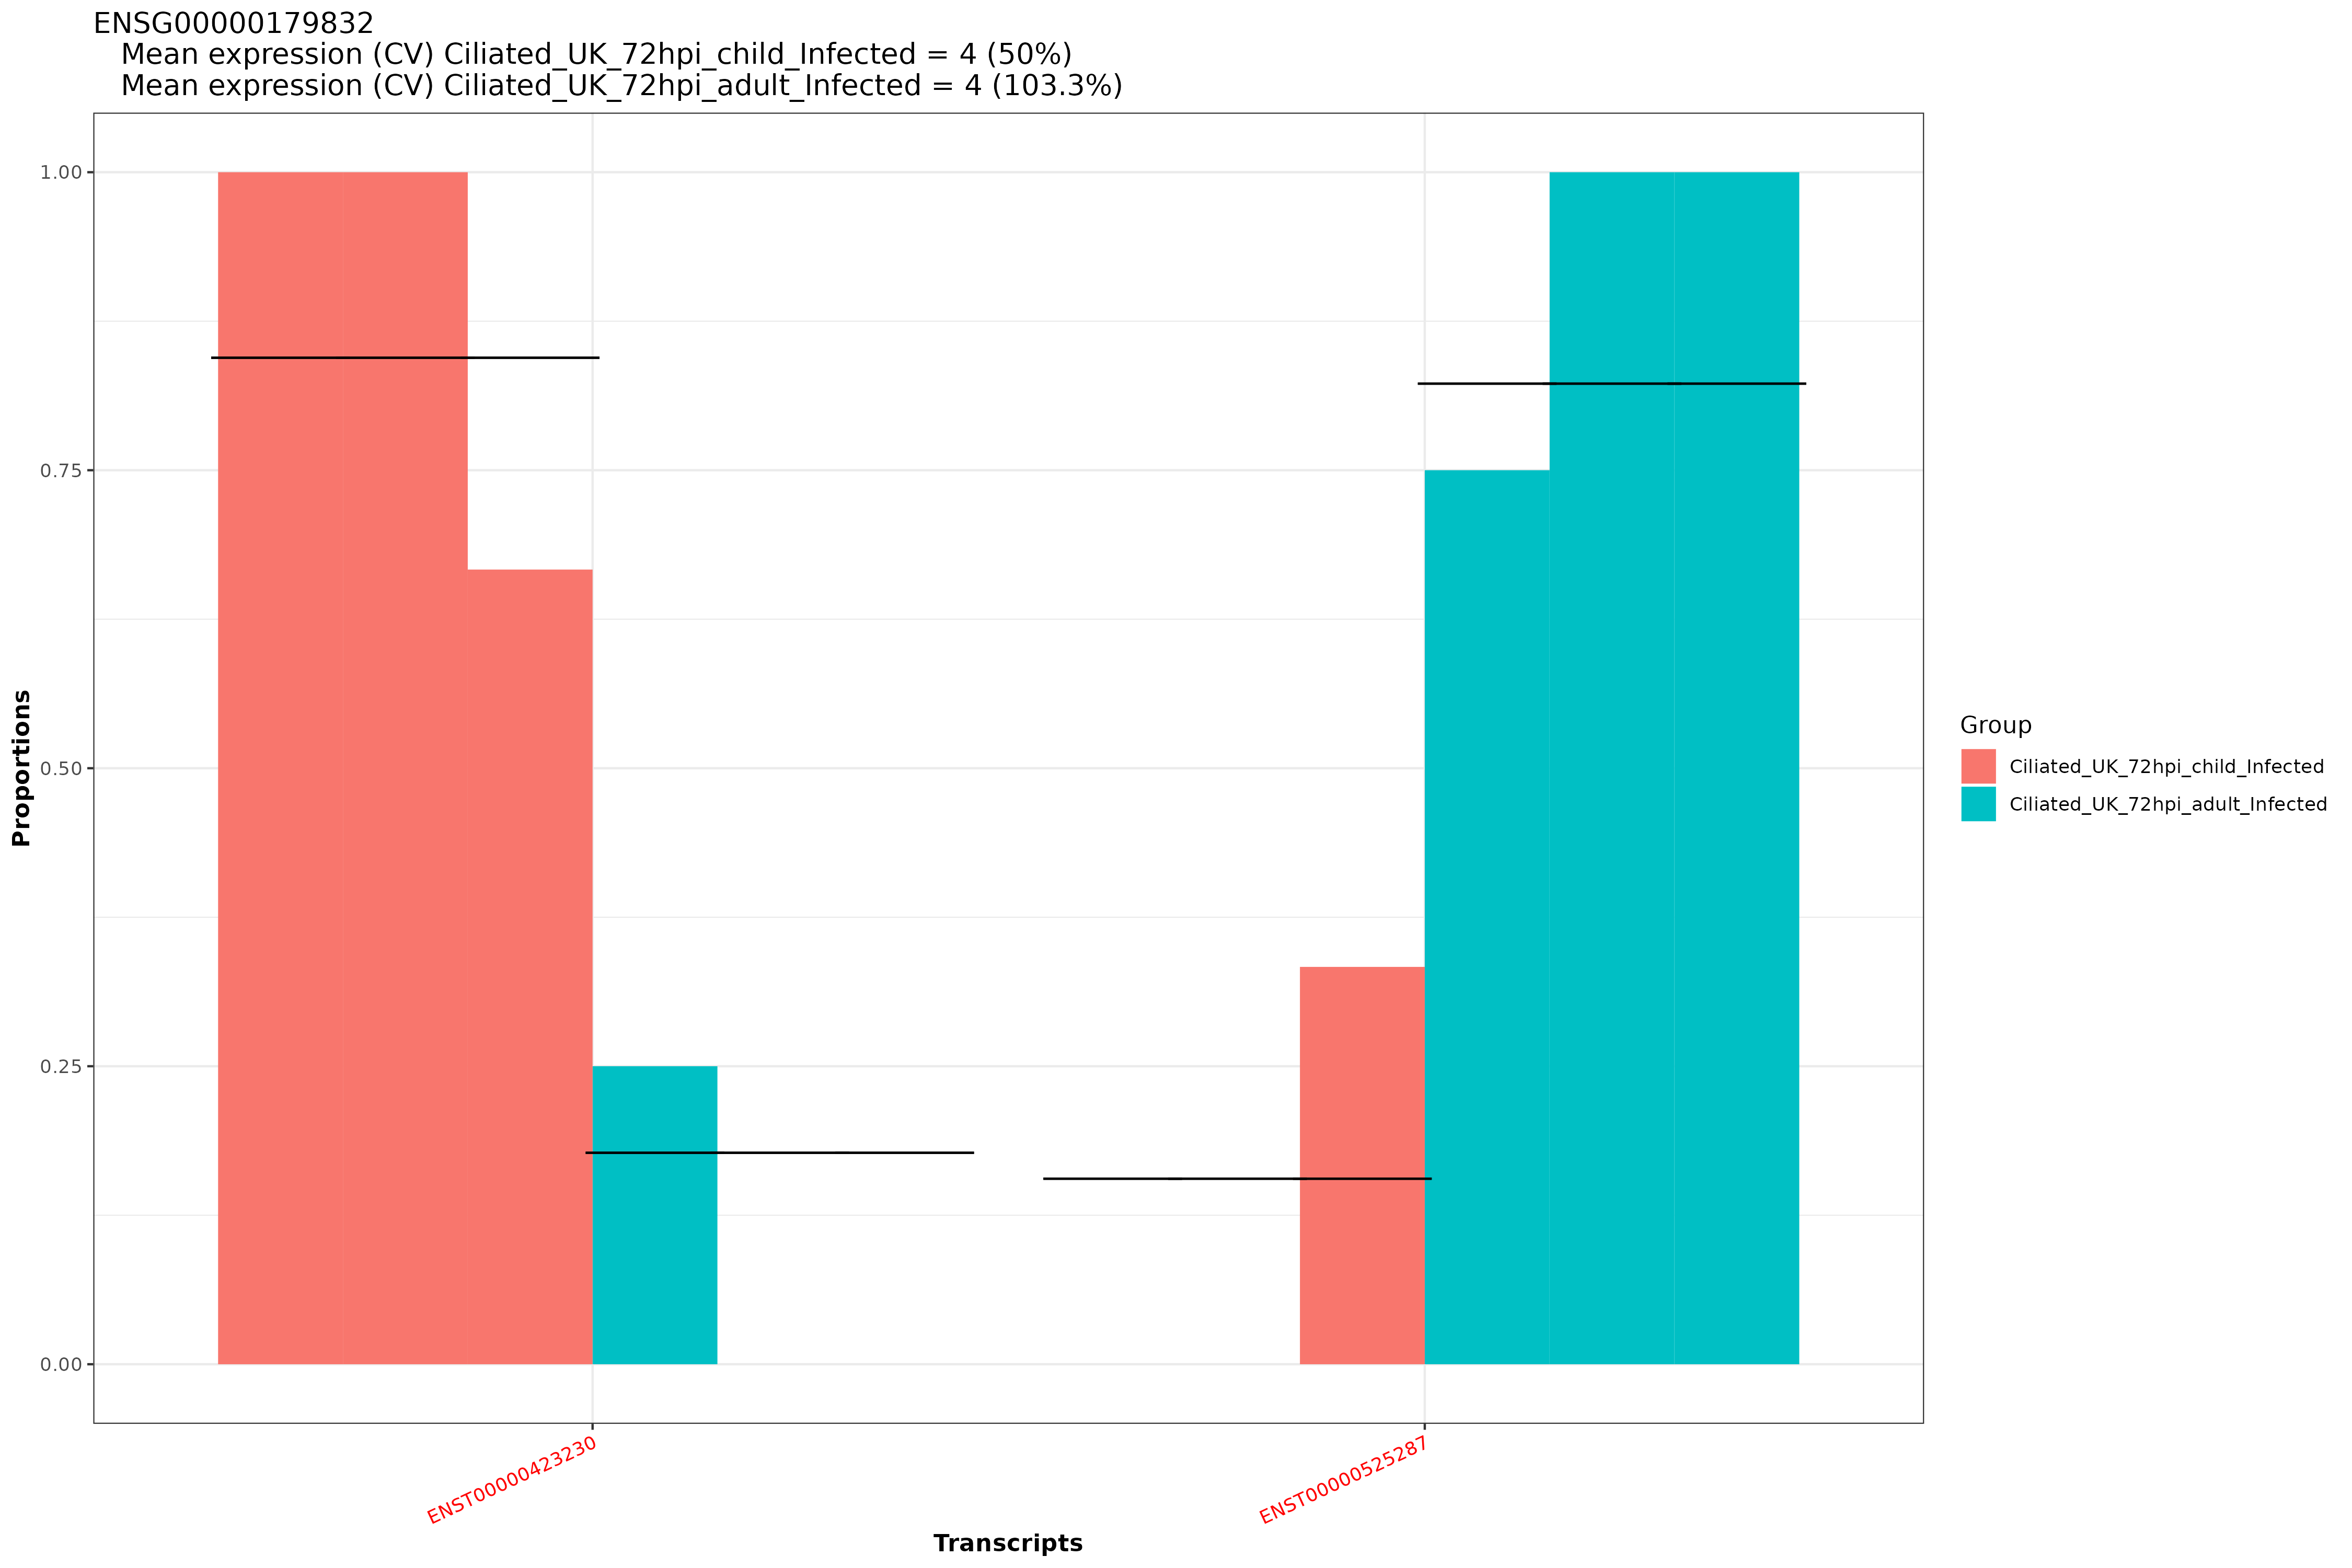 ENSG00000179832
Mean expression (CV) Ciliated_UK_72hpi_child_Infected = 4 (50%)
Mean expression (CV) Ciliated_UK_72hpi_adult_Infected = 4 (103.3%)
1.00
0.75
0.50
0.25
0.00
Proportions
ENST00000423230
ENST00000525287
Transcripts
Group
Ciliated_UK_72hpi_child_Infected
Ciliated_UK_72hpi_adult_Infected